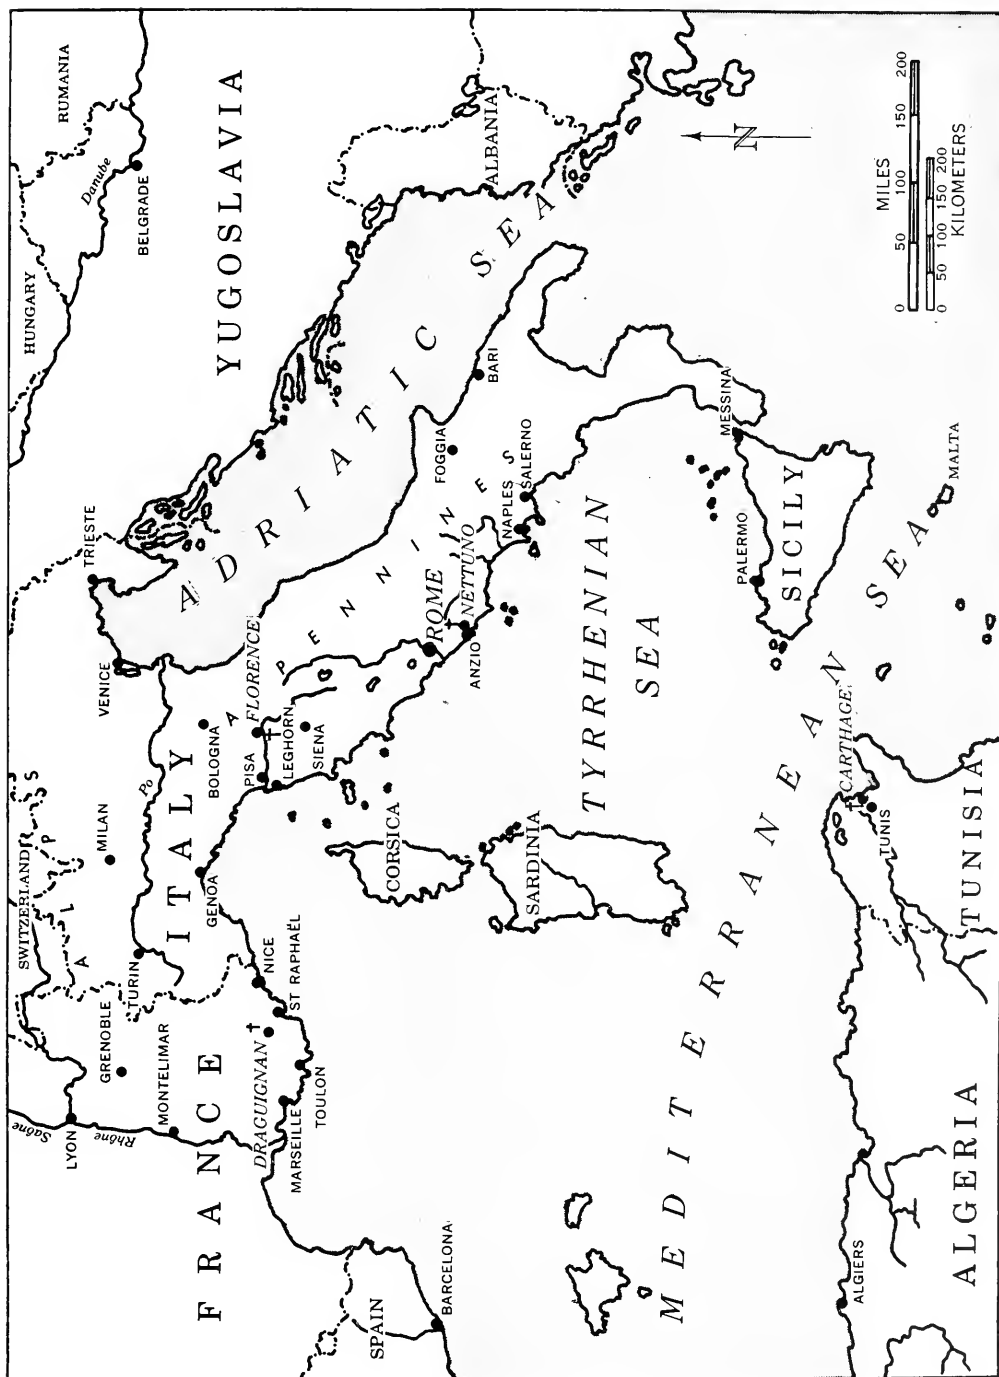 SWITZERLAND
HUNGARY
RUMANIA
Saône
LYON
Rhône
GRENOBLE
TURIN
A L P S
MILAN
VENICE
TRIESTE
Danube
BELGRADE
MONTELIMAR
FRANCE
ITALY
Po
YUGOSLAVIA
DRAGUIGNAN
MARSEILLE
TOULON
ST RAPHAËL
NICE
GENOA
BOLOGNA
PISA
FLORENCE
LEGHORN
SIENA
APENNINES
ADRIATIC SEA
SPAIN
BARCELONA
CORSICA
ROME
NETTUNO
ANZIO
FOGGIA
NAPLES
SALERNO
BARI
ALBANIA
SARDINIA
TYRRHENIAN
SEA
MEDITERRANEAN SEA
PALERMO
MESSINA
SICILY
MALTA
ALGIERS
ALGERIA
CARTHAGE
TUNIS
TUNISIA
N
MILES
0 50 100 150 200
0 50 100 150 200
KILOMETERS